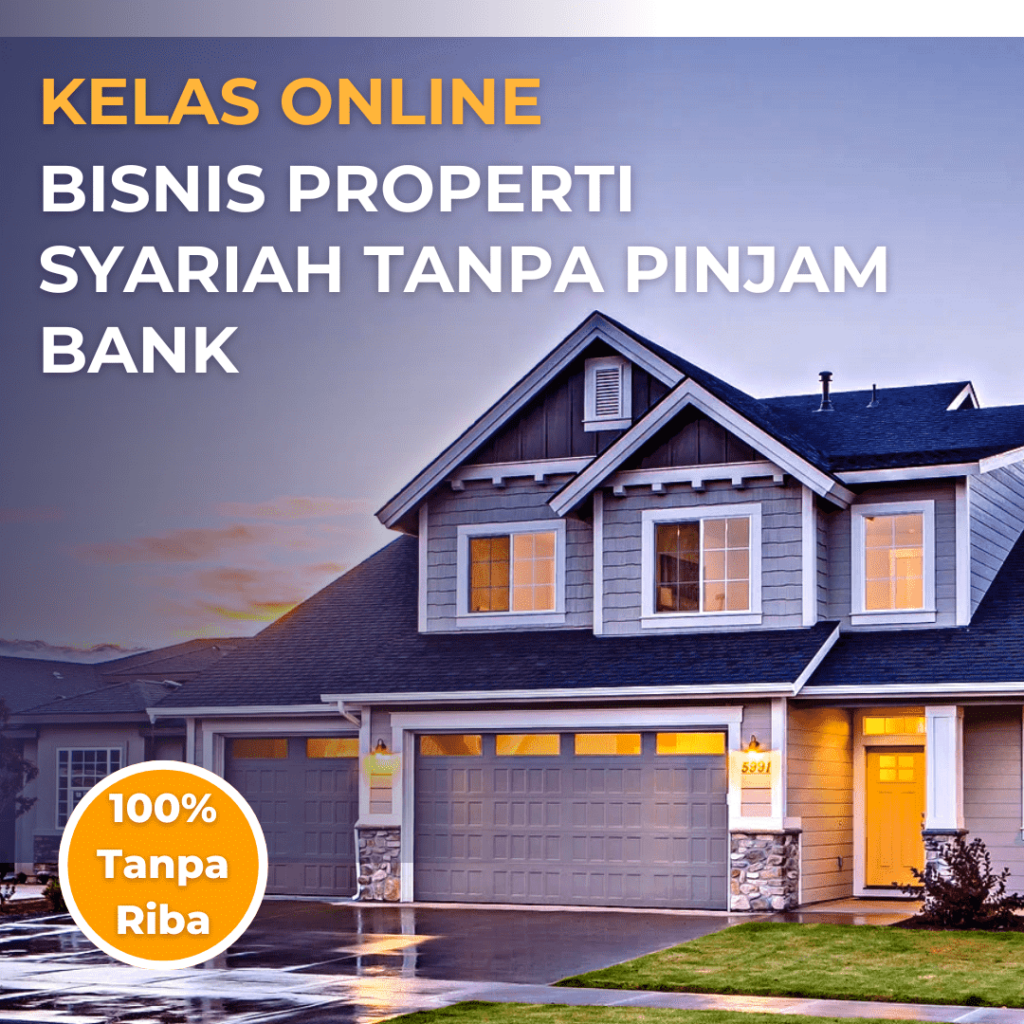 KELAS ONLINE
BISNIS PROPERTI
SYARIAH TANPA PINJAM
BANK
5991
100%
Tanpa
Riba